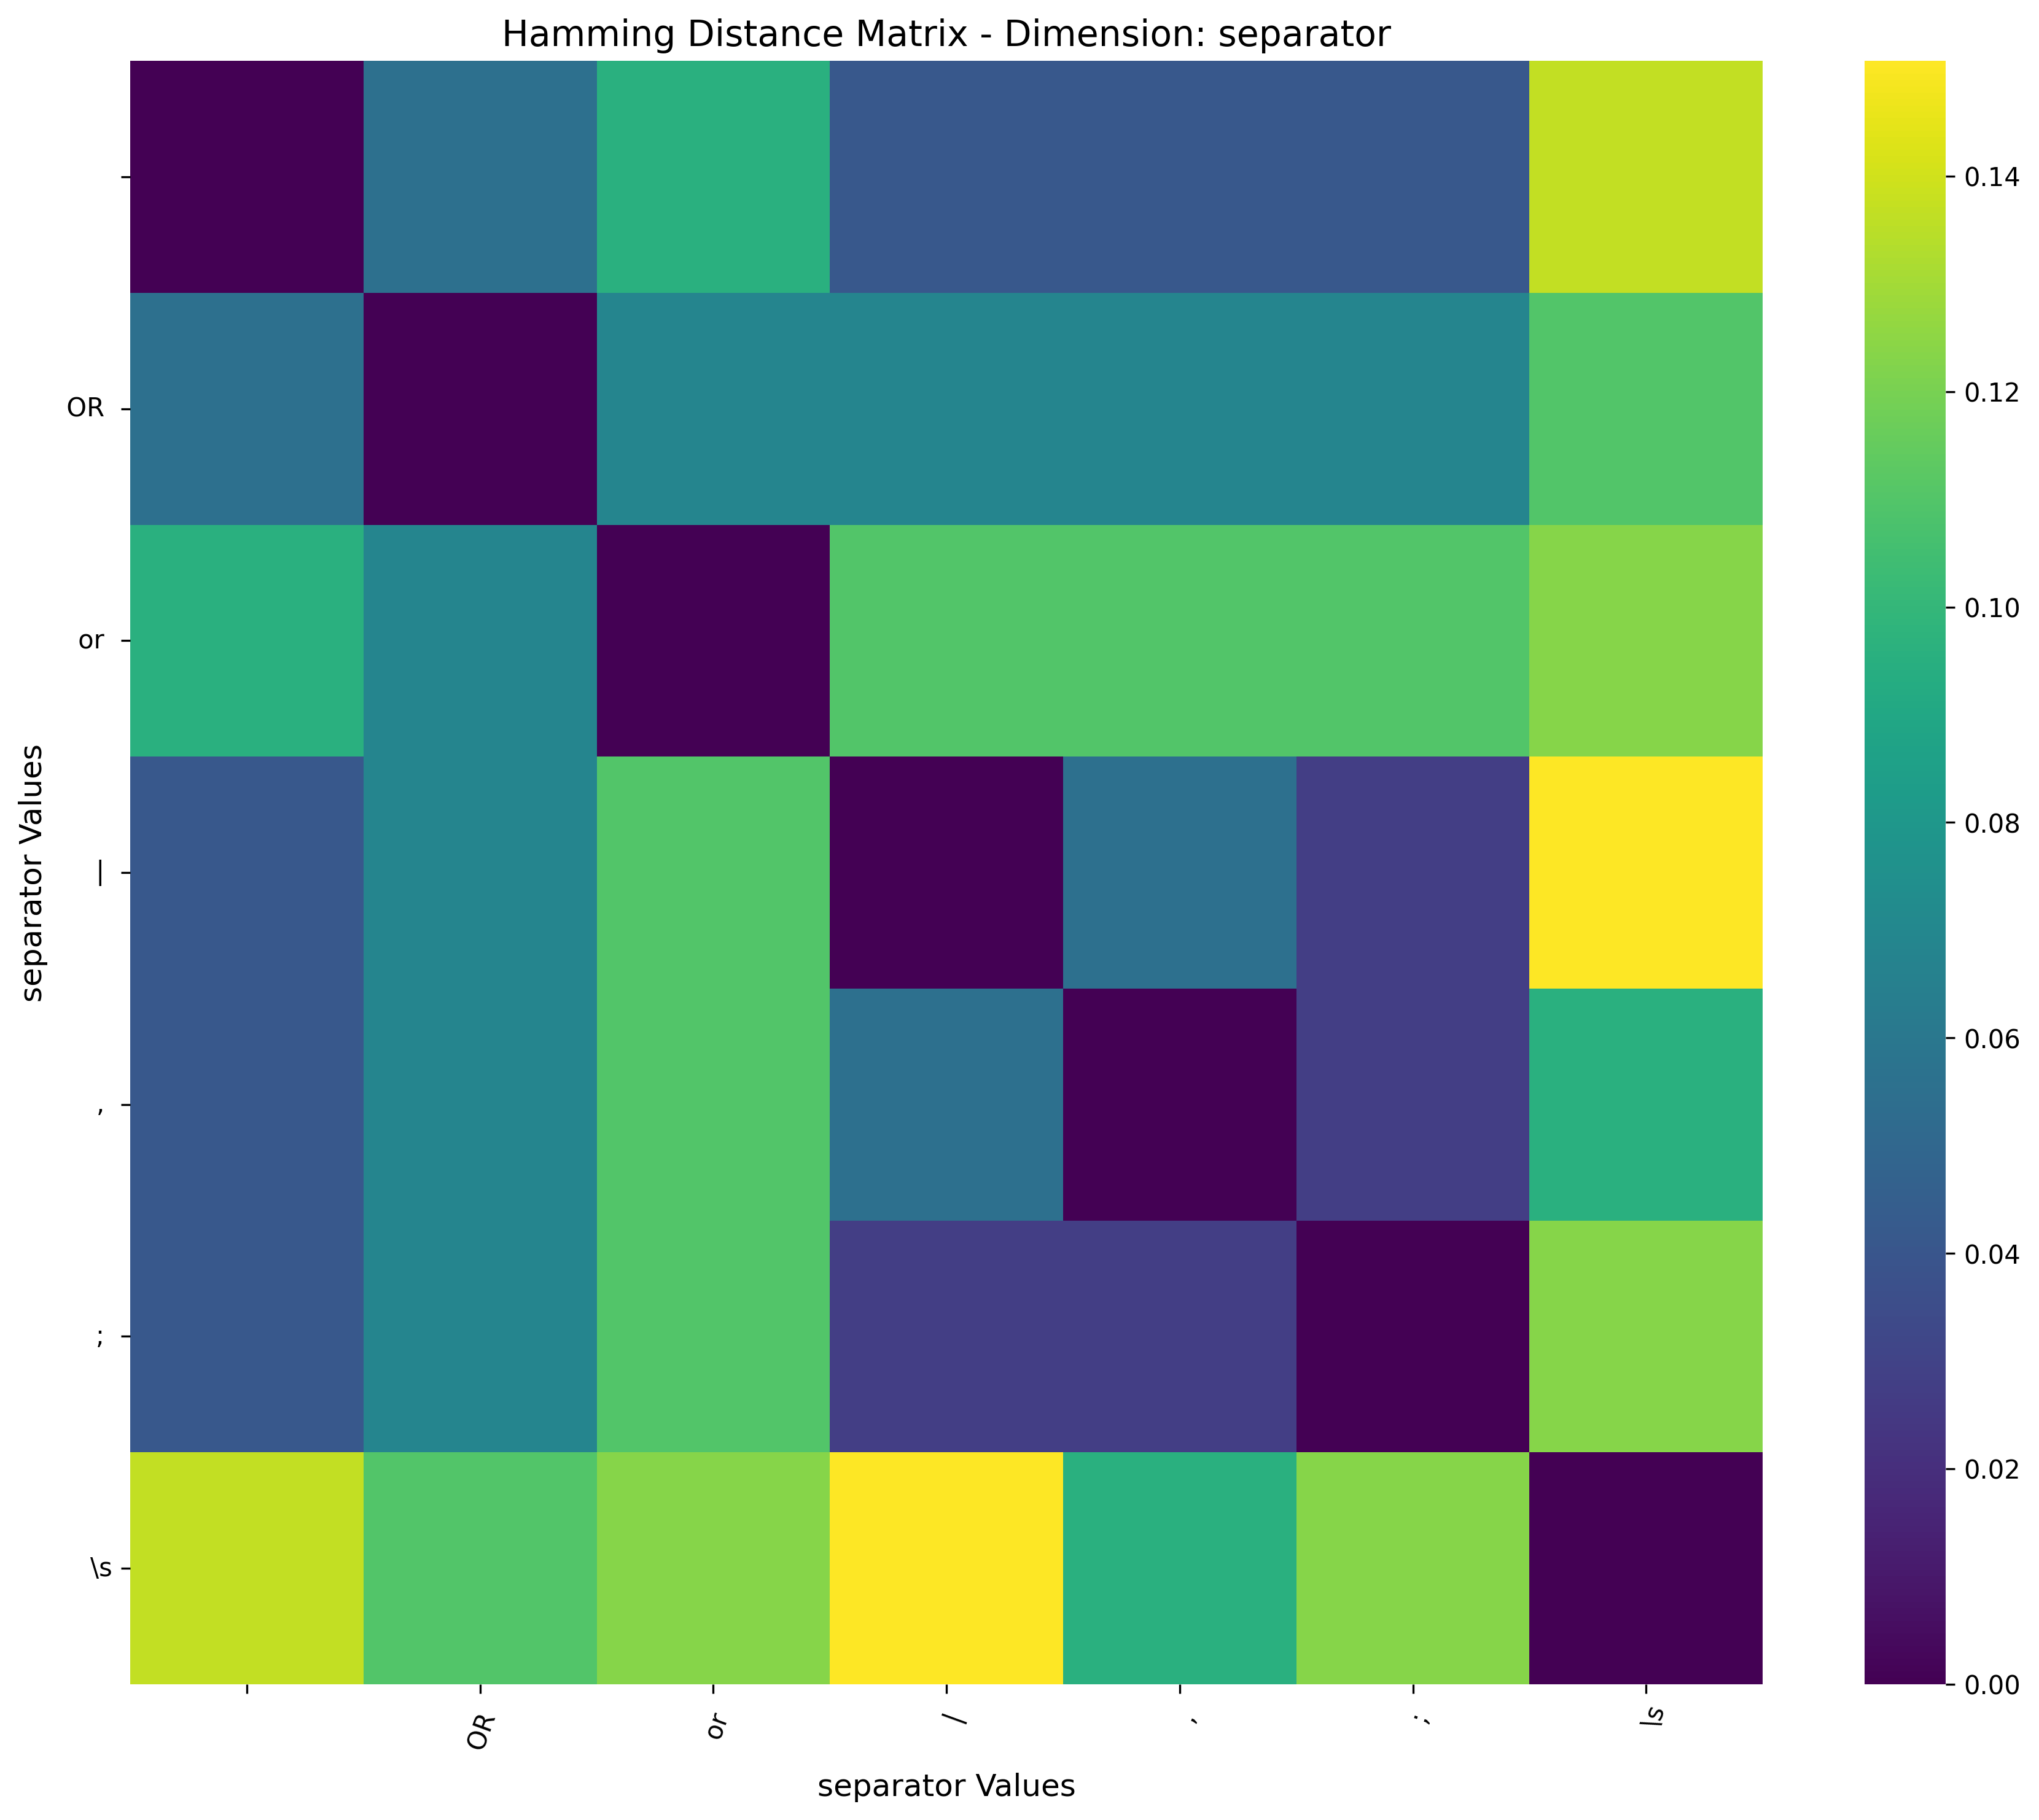 Hamming Distance Matrix - Dimension: separator
separator Values
OR
or
|
,
;
\s
OR
or
|
,
;
\s
separator Values
0.14
0.12
0.10
0.08
0.06
0.04
0.02
0.00